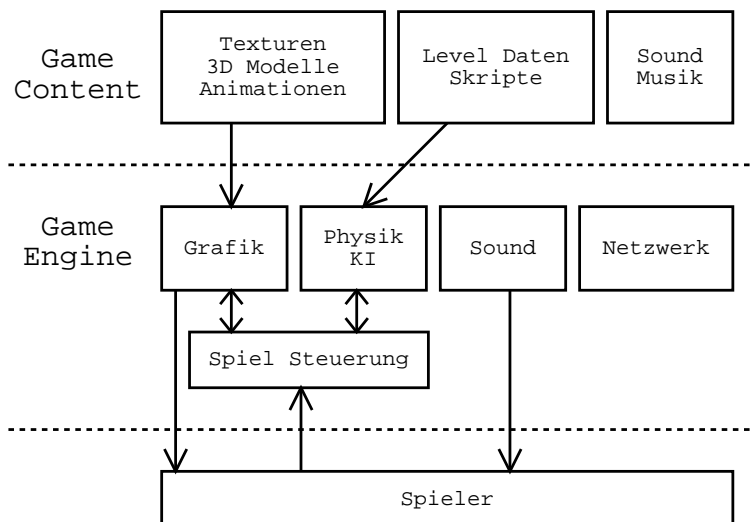 Game
Content
Texturen
3D Modelle
Animationen
Level Daten
Skripte
Sound
Musik
Game
Engine
Grafik
Physik
KI
Sound
Netzwerk
Spiel Steuerung
Spieler